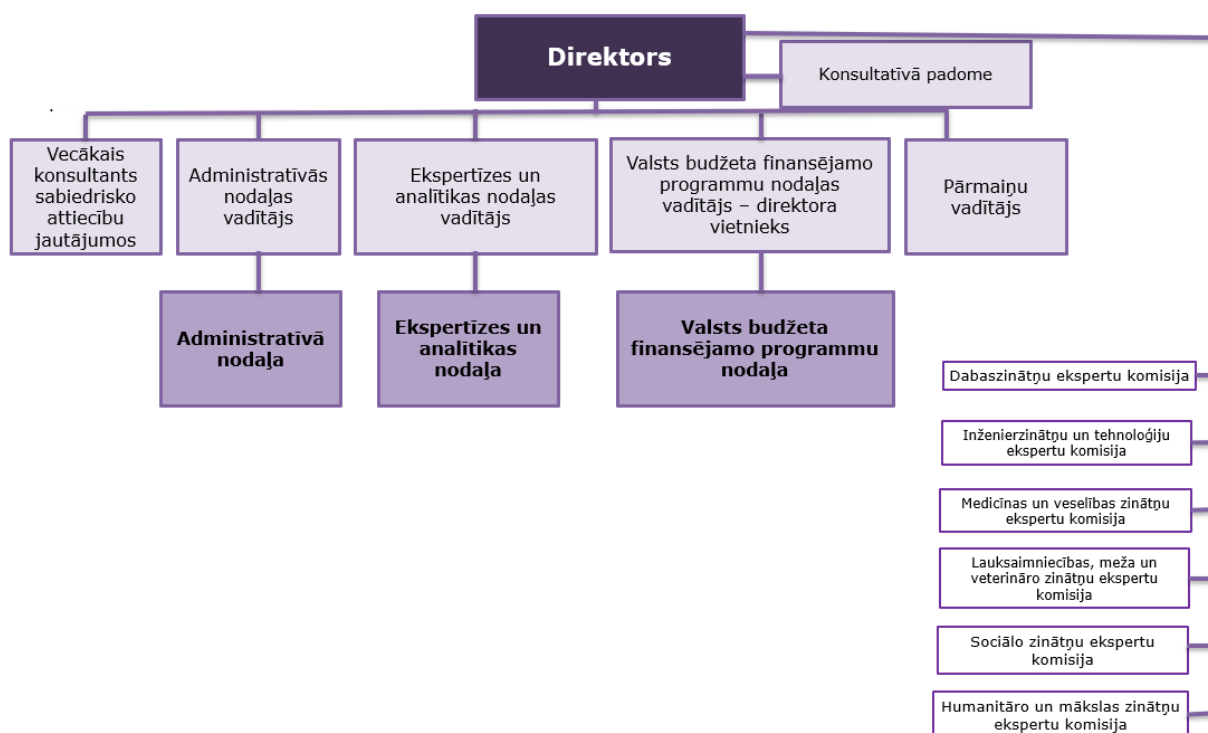 Direktors
Konsultatīvā padome
Vecākais
konsultants
sabiedrisko
attiecību
jautājumos
Administratīvās
nodaļas
vadītājs
Ekspertīzes un
analītikas nodaļas
vadītājs
Valsts budžeta finansējamo
programmu nodaļas
vadītājs – direktora
vietnieks
Pārmaiņu
vadītājs
Administratīvā
nodaļa
Ekspertīzes un
analītikas
nodaļa
Valsts budžeta
finansējamo programmu
nodaļa
Dabaszinātņu ekspertu komisija
Inženierzinātņu un tehnoloģiju
ekspertu komisija
Medicīnas un veselības zinātņu
ekspertu komisija
Lauksaimniecības, meža un
veterināro zinātņu ekspertu
komisija
Sociālo zinātņu ekspertu
komisija
Humanitāro un mākslas zinātņu
ekspertu komisija